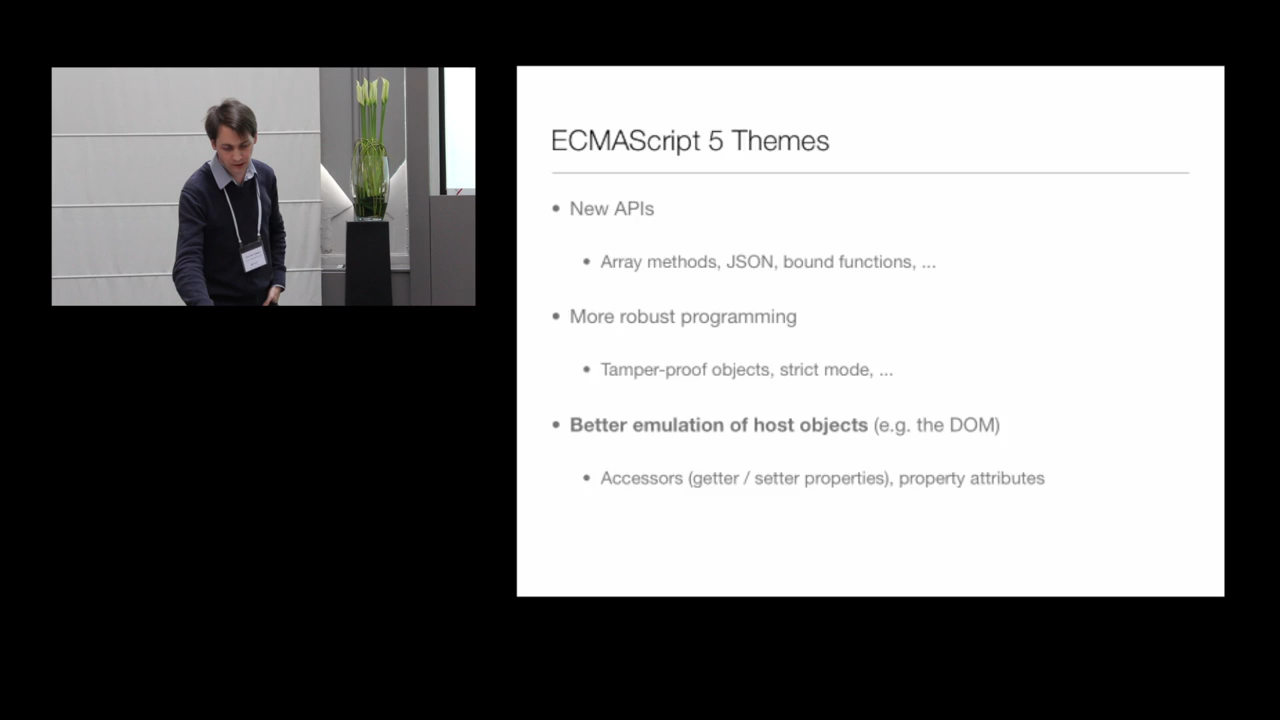 ECMAScript 5 Themes
• New APIs
• Array methods, JSON, bound functions, ...
• More robust programming
• Tamper-proof objects, strict mode, ...
• Better emulation of host objects (e.g. the DOM)
• Accessors (getter / setter properties), property attributes